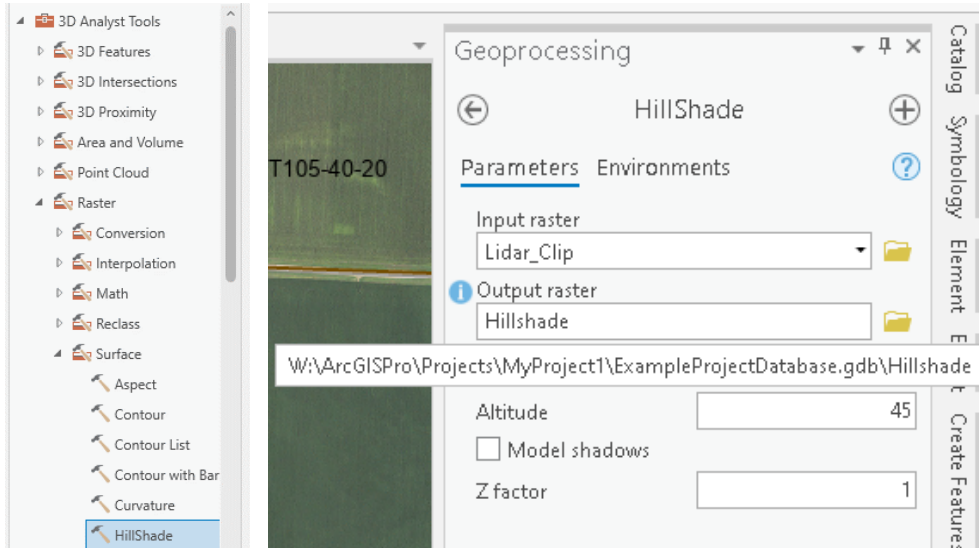 3D Analyst Tools
3D Features
3D Intersections
3D Proximity
Area and Volume
Point Cloud
Raster
Conversion
Interpolation
Math
Reclass
Surface
Aspect
Contour
Contour List
Contour with Bar
Curvature
HillShade
T105-40-20
Geoprocessing
HillShade
Parameters Environments
Input raster
Lidar_Clip
Output raster
Hillshade
W:\ArcGISPro\Projects\MyProject1\ExampleProjectDatabase.gdb\Hillshade
Altitude 45
Model shadows
Z factor 1
Catalog
Symbology
Element
Create Features